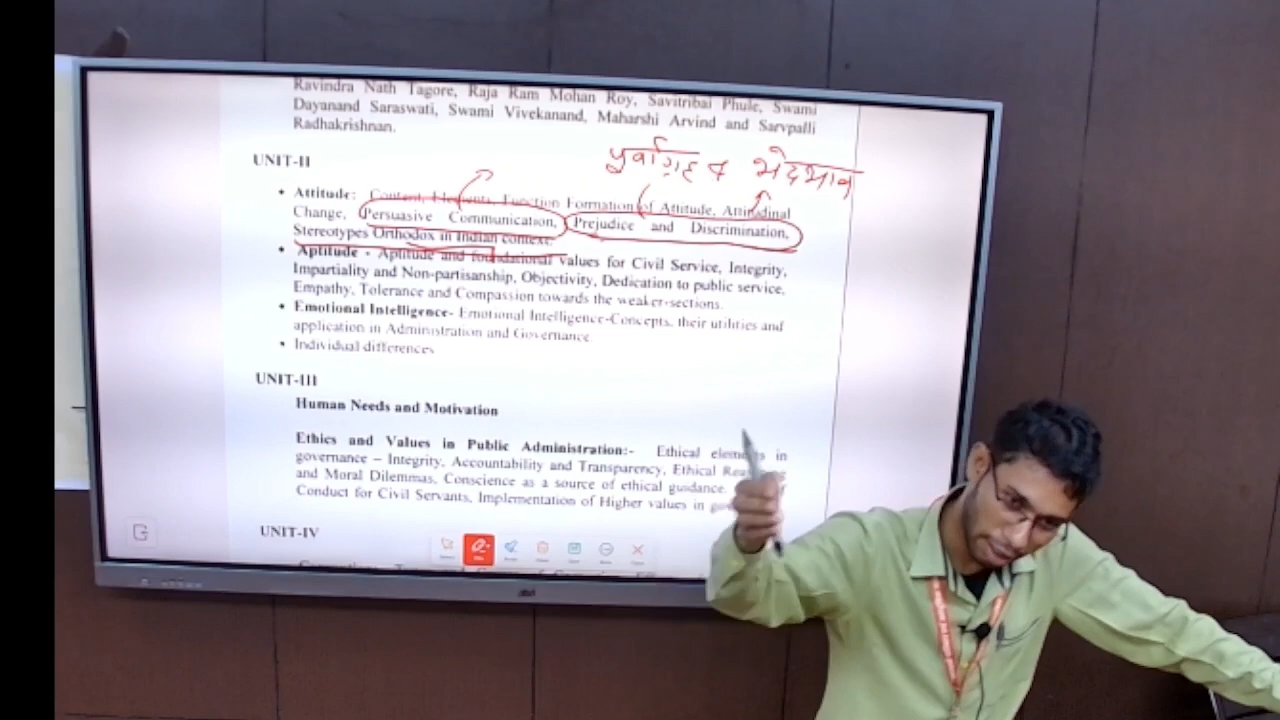 Ravindra Nath Tagore, Raja Ram Mohan Roy, Savitribai Phule, Swami
Dayanand Saraswati, Swami Vivekanand, Maharshi Arvind and Sarvpalli
Radhakrishnan.
UNIT-II
पुर्वाग्रह व भेदभाव
• Attitude: Content, Elements, Function Formation of Attitude, Attitudinal
Change, Persuasive Communication, Prejudice and Discrimination,
Stereotypes Orthodox in Indian context.
• Aptitude - Aptitude and foundational values for Civil Service, Integrity,
Impartiality and Non-partisanship, Objectivity, Dedication to public service,
Empathy, Tolerance and Compassion towards the weaker-sections.
• Emotional Intelligence- Emotional Intelligence-Concepts, their utilities and
application in Administration and Governance
• Individual differences
UNIT-III
Human Needs and Motivation
Ethics and Values in Public Administration:- Ethical elements in
governance – Integrity, Accountability and Transparency, Ethical
and Moral Dilemmas, Conscience as a source of ethical guidance.
Conduct for Civil Servants, Implementation of Higher values in
UNIT-IV